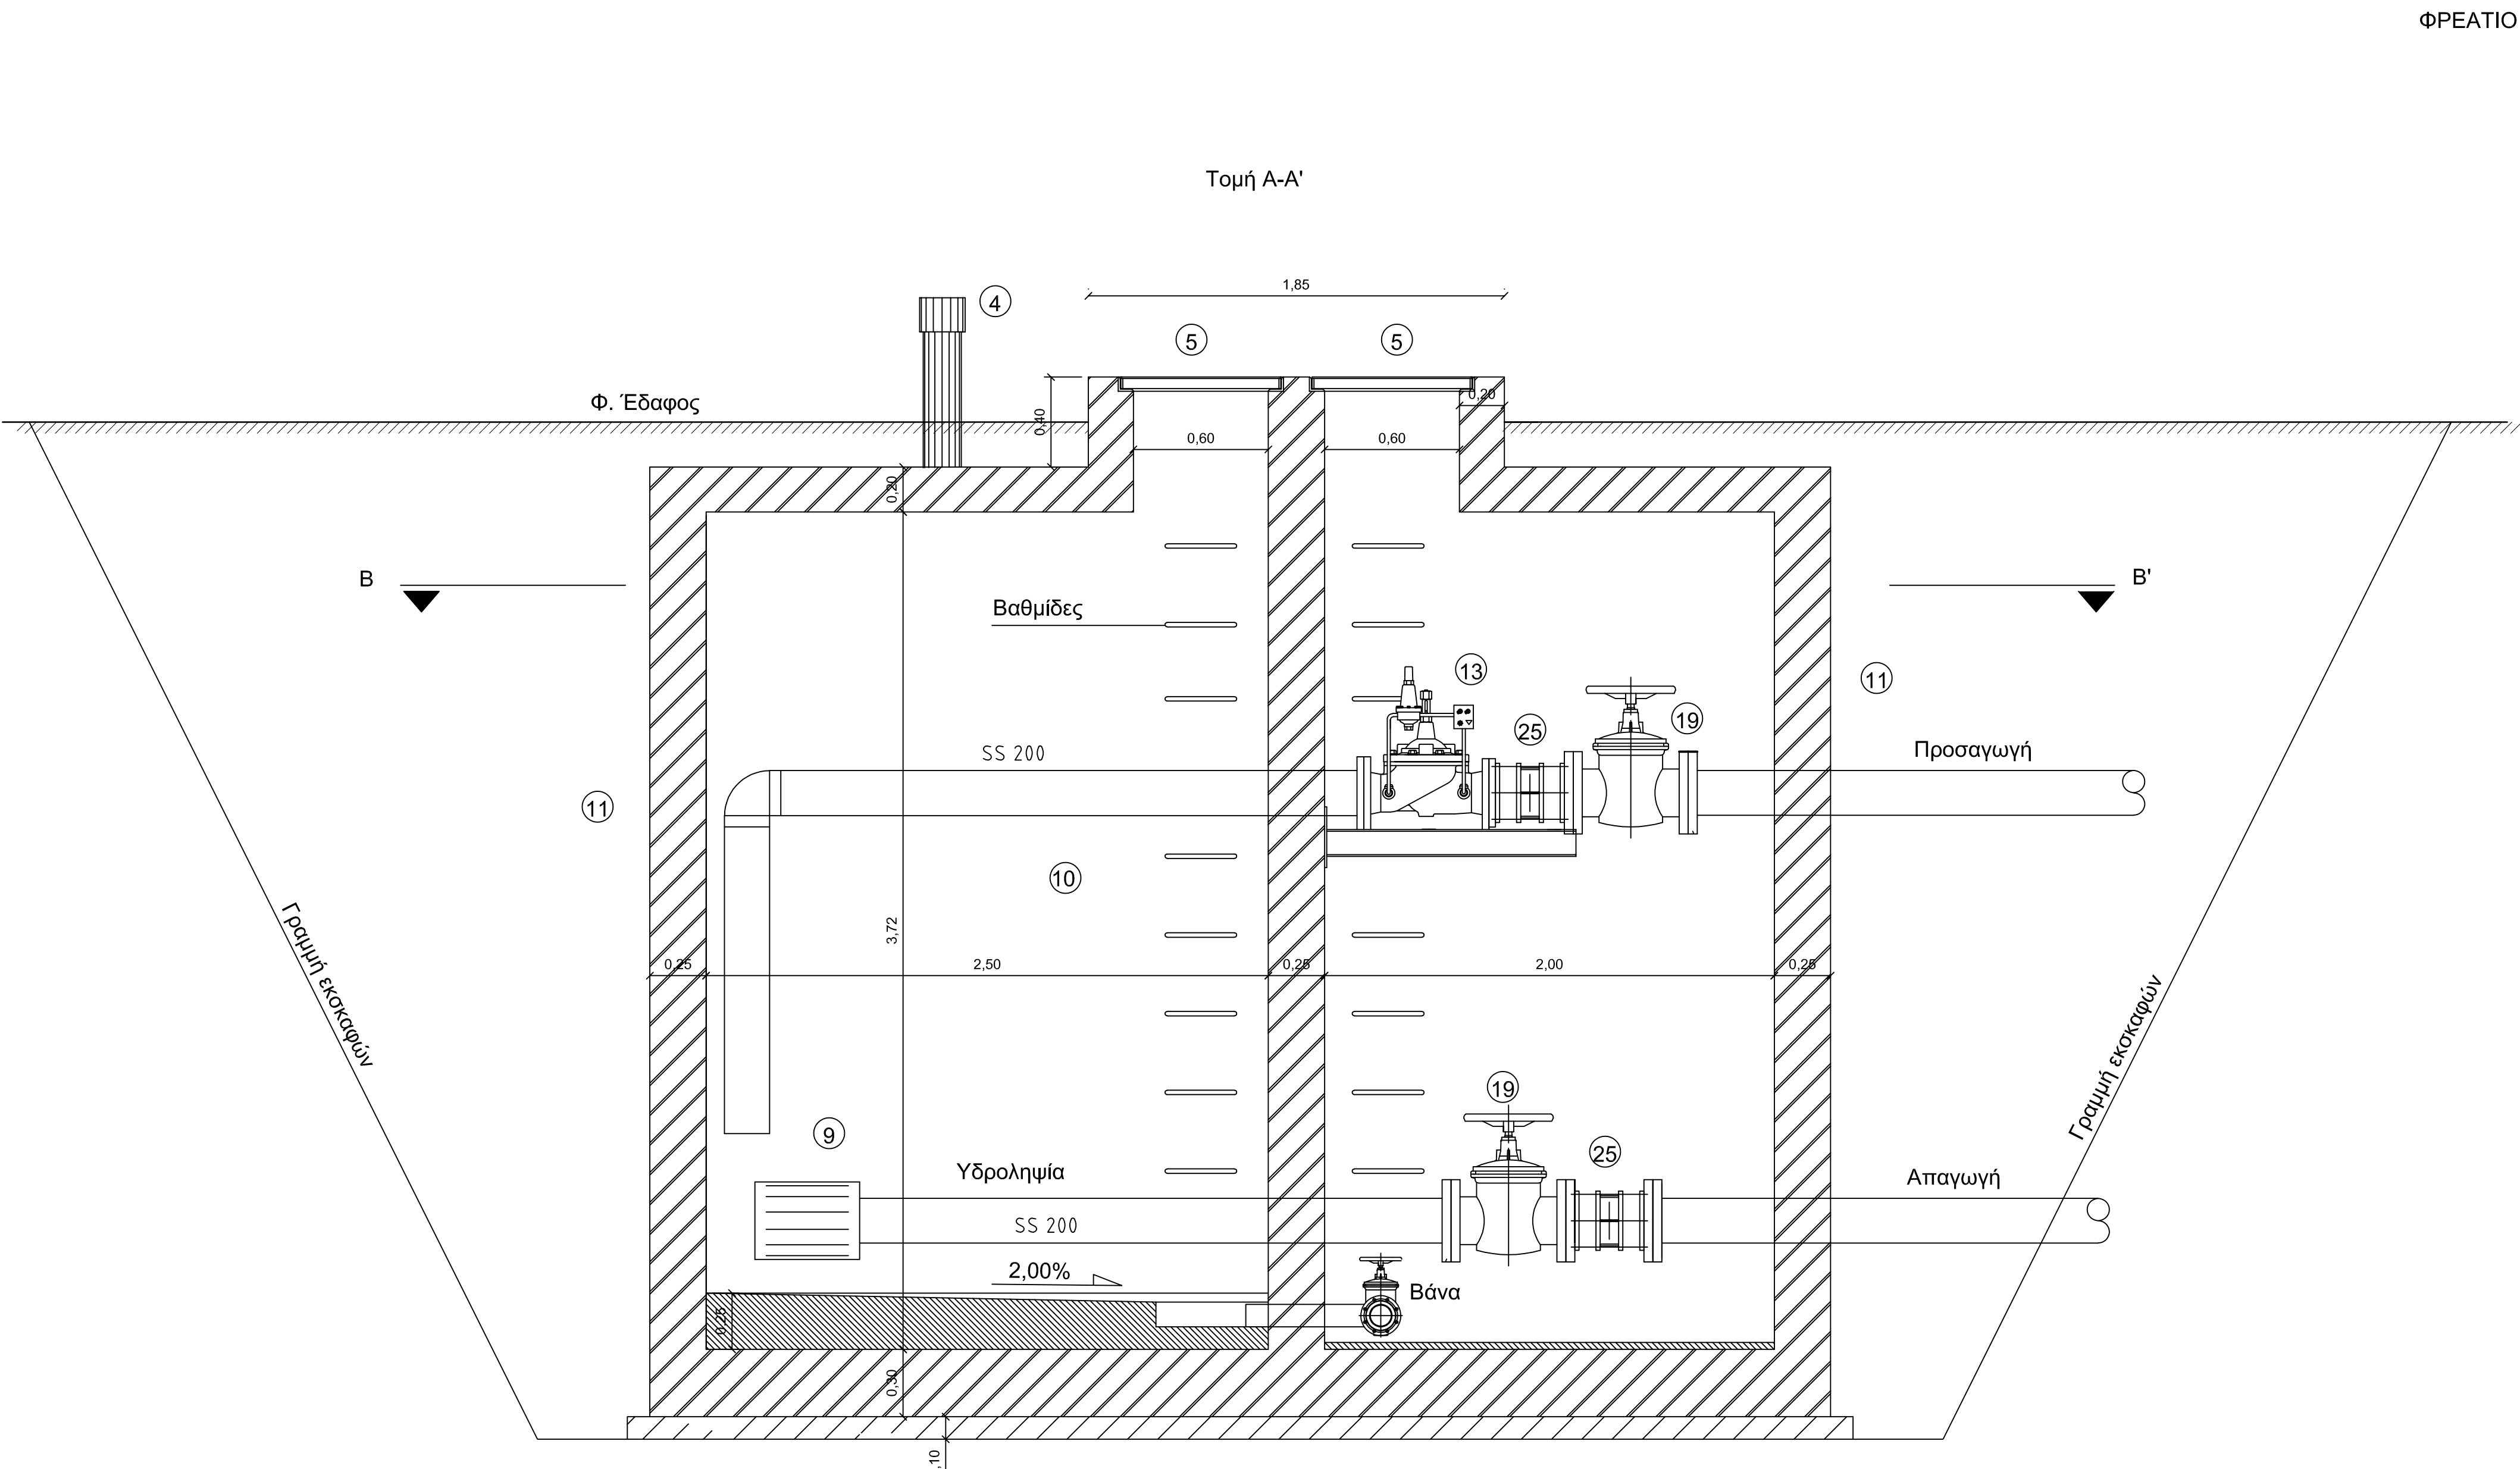 ΦΡΕΑΤΙΟ
Τομή Α-Α'
1,85
4
5
5
Φ. Έδαφος
0,40
0,20
0,60
0,60
0,20
Β
Β'
Βαθμίδες
13
11
25
19
SS 200
Προσαγωγή
11
10
3,72
0,25
2,50
0,25
2,00
0,25
Γραμμή εκσκαφών
Γραμμή εκσκαφών
19
9
25
Υδροληψία
Απαγωγή
SS 200
2,00%
Βάνα
0,25
0,30
,10